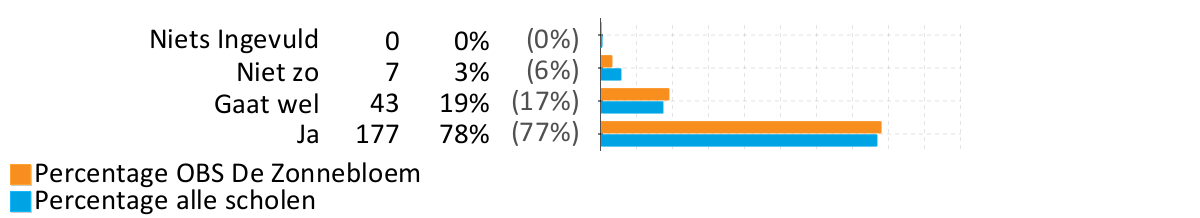 Niets Ingevuld 0 0% (0%)
Niet zo 7 3% (6%)
Gaat wel 43 19% (17%)
Ja 177 78% (77%)
Percentage OBS De Zonnebloem
Percentage alle scholen